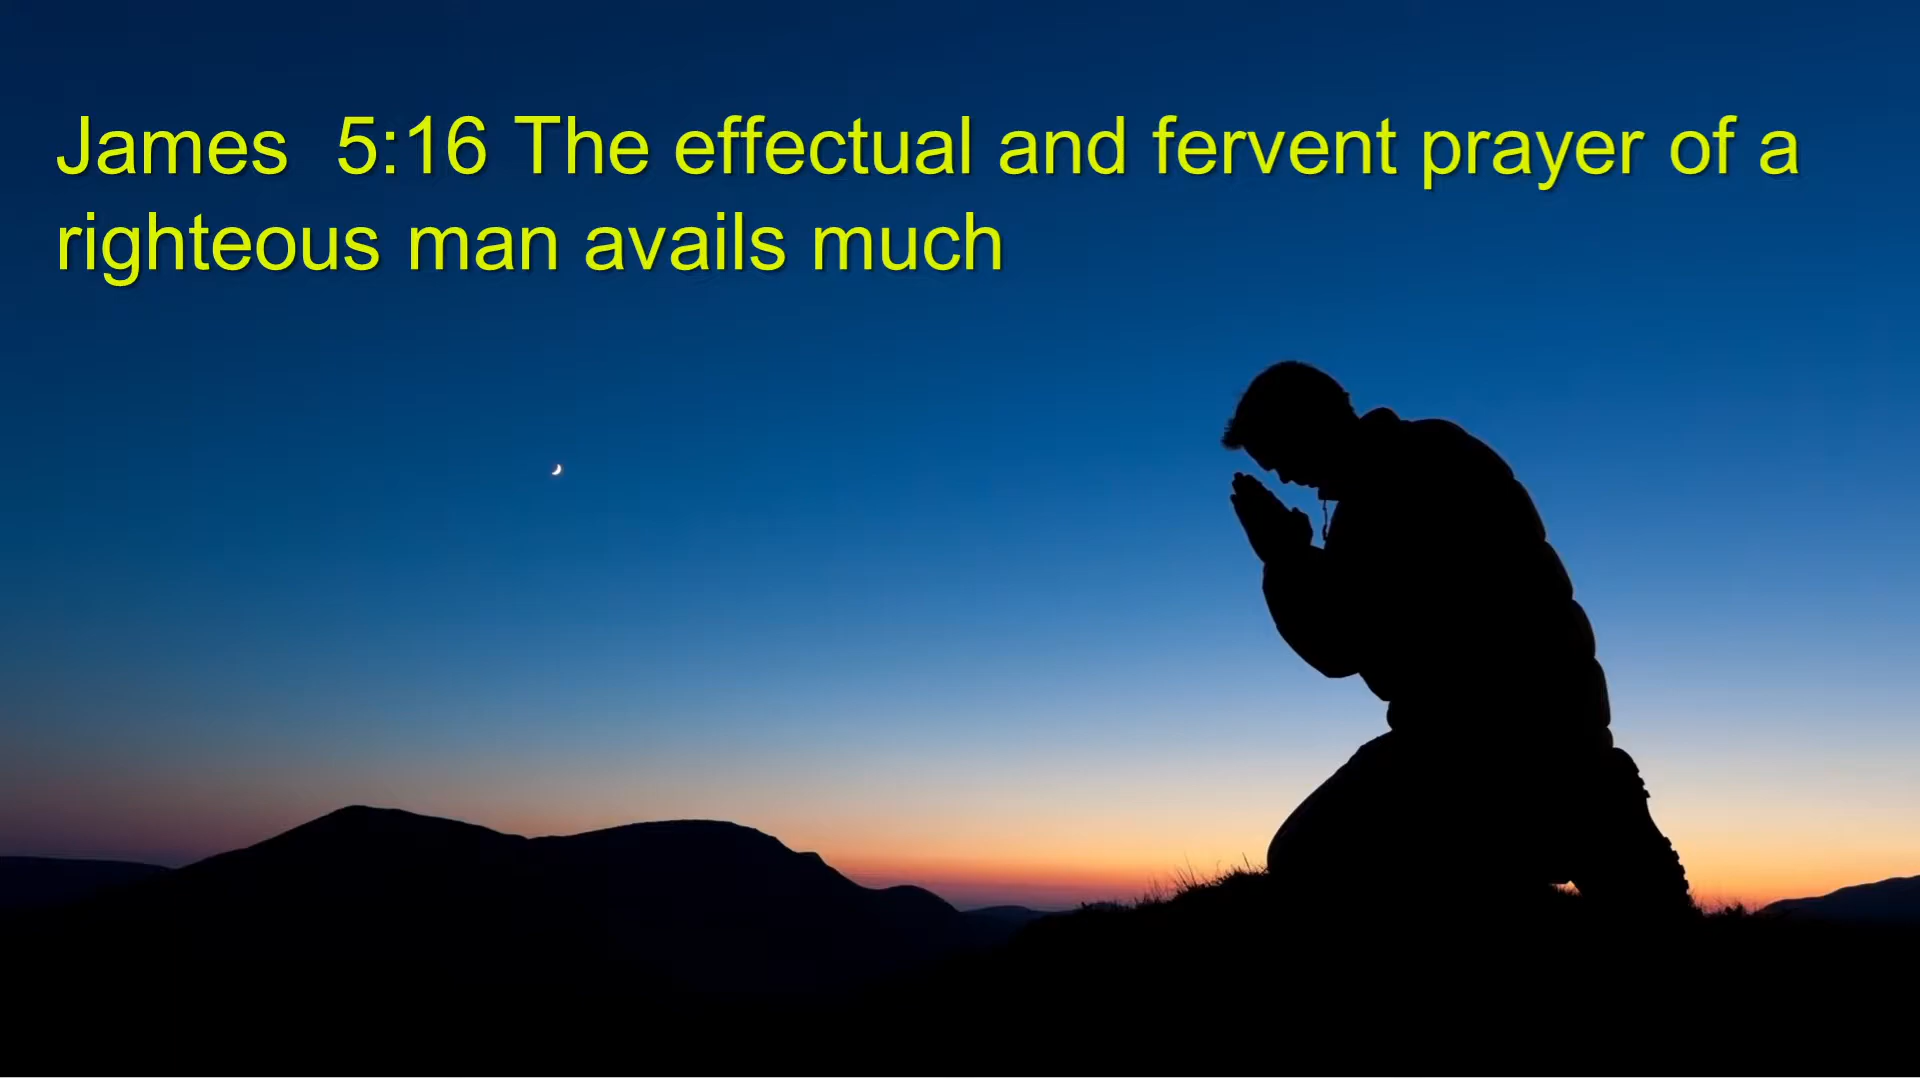 James  5:16 The effectual and fervent prayer of a
righteous man avails much